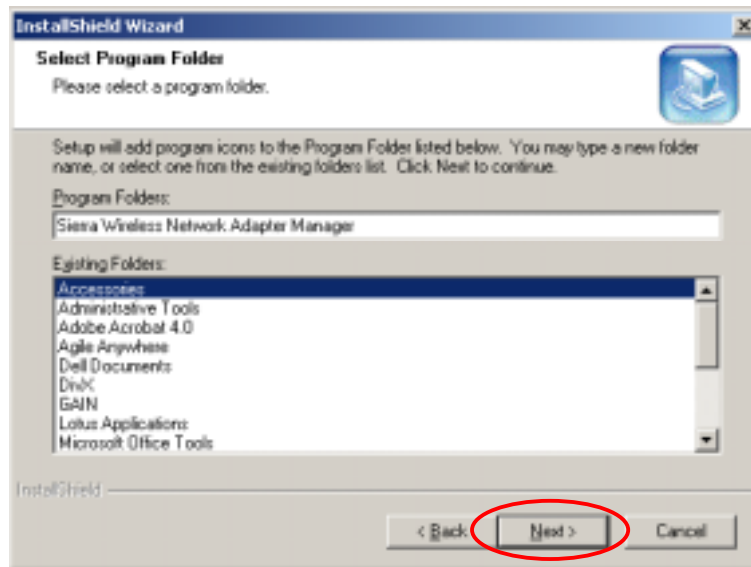 InstallShield Wizard
Select Program Folder
Please select a program folder.
Setup will add program icons to the Program Folder listed below. You may type a new folder
name, or select one from the existing folders list. Click Next to continue.
Program Folders:
Sierra Wireless Network Adapter Manager
Existing Folders:
Accessories
Administrative Tools
Adobe Acrobat 4.0
Agile Anywhere
Dell Documents
DivX
GAIN
Lotus Applications
Microsoft Office Tools
InstallShield
< Back
Next >
Cancel